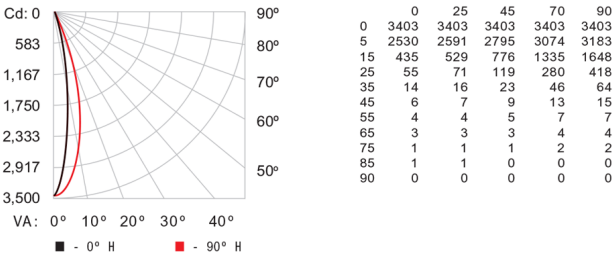 Cd: 0
583
1,167
1,750
2,333
2,917
3,500
90º
80º
70º
60º
50º
VA: 0º 10º 20º 30º 40º
- 0º H - 90º H
0 25 45 70 90
0 3403 3403 3403 3403 3403
5 2530 2591 2795 3074 3183
15 435 529 776 1335 1648
25 55 71 119 280 418
35 14 16 23 46 64
45 6 7 9 13 15
55 4 4 5 7 7
65 3 3 3 4 4
75 1 1 1 2 2
85 1 1 0 0 0
90 0 0 0 0 0